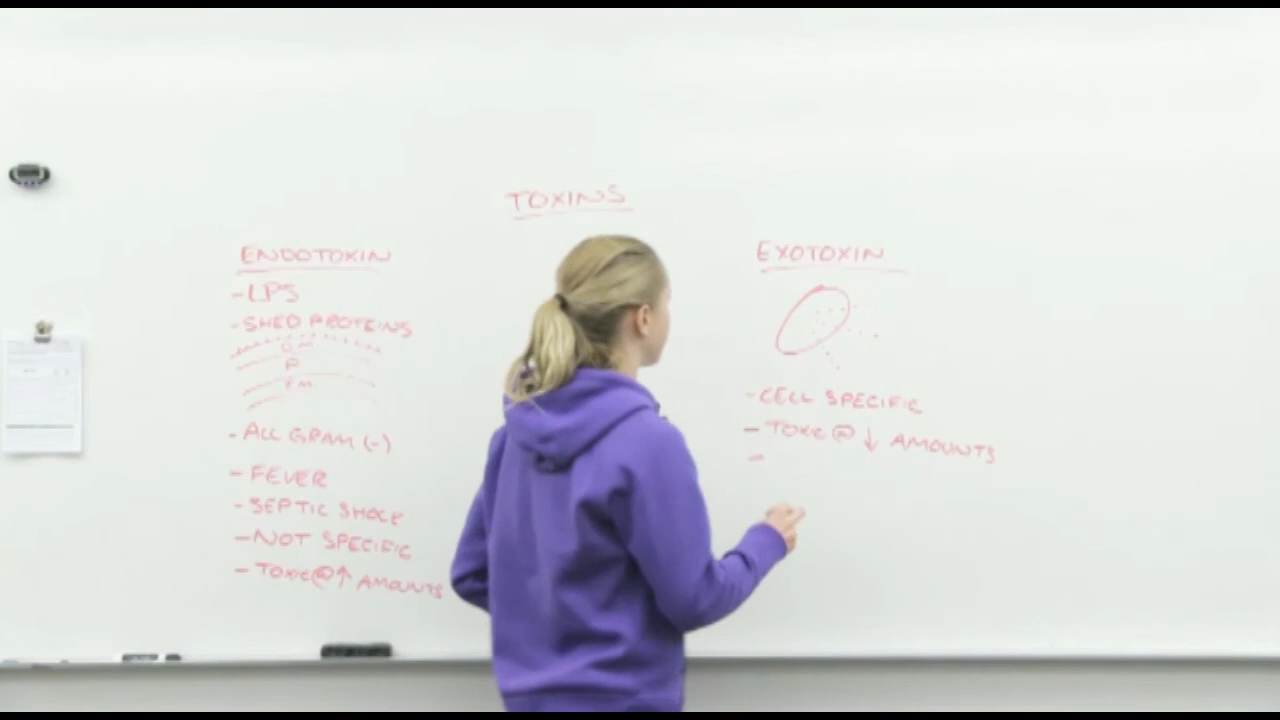 TOXINS
ENDOTOXIN
-LPS
-SHED PROTEINS
OM
P
-ALL GRAM (-)
-FEVER
-SEPTIC SHOCK
-NOT SPECIFIC
-TOXIC@↑ AMOUNTS
EXOTOXIN
-CELL SPECIFIC
-TOXIC@ ↓ AMOUNTS
-